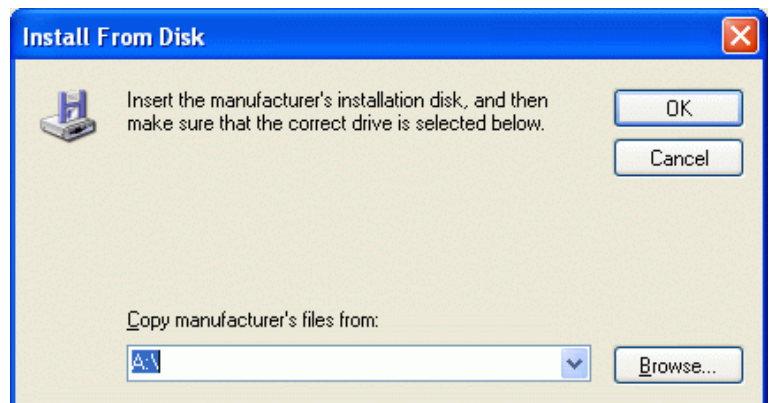 Install From Disk
Insert the manufacturer's installation disk, and then
make sure that the correct drive is selected below.
OK
Cancel
Copy manufacturer's files from:
A:\
Browse...